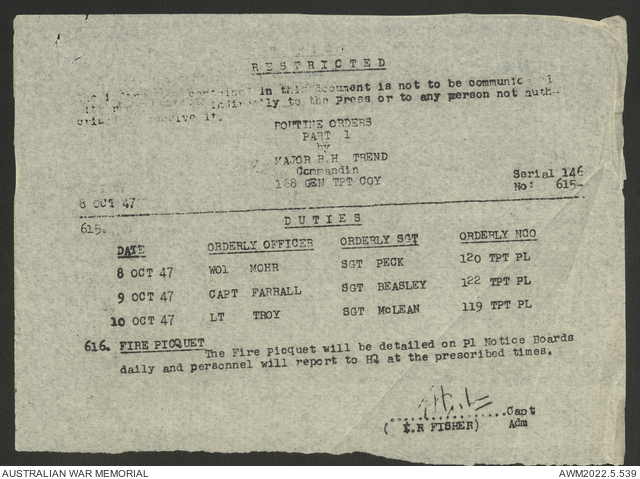 RESTRICTED
contained in this document is not to be communicated
indirectly to the Press or to any person not auth-
receive it.
ROUTINE ORDERS
PART 1
by
MAJOR B.H TREND
Commandin
168 GEN TPT COY
Serial 146
No: 615-
8 OCT 47
615.
DUTIES
DATE ORDERLY OFFICER ORDERLY SGT ORDERLY NCO
8 OCT 47 WO1 MOHR SGT PECK 120 TPT PL
9 OCT 47 CAPT FARRALL SGT BEASLEY 122 TPT PL
10 OCT 47 LT TROY SGT McLEAN 119 TPT PL
616. FIRE PICQUET
The Fire Picquet will be detailed on Pl Notice Boards
daily and personnel will report to HQ at the prescribed times.
Capt
(I.R FISHER) Adm
AUSTRALIAN WAR MEMORIAL AWM2022.5.539